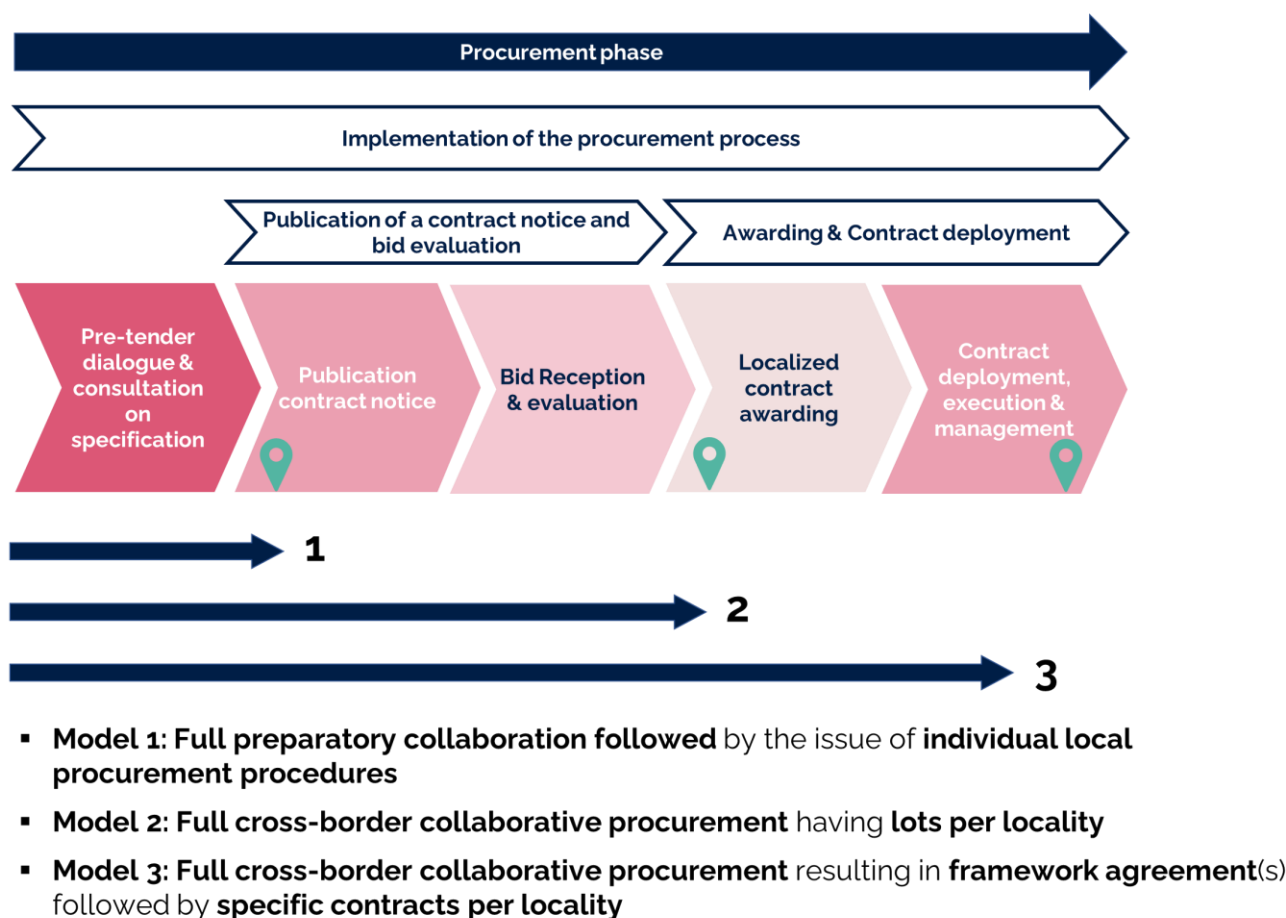 Procurement phase
Implementation of the procurement process
Publication of a contract notice and
bid evaluation
Awarding & Contract deployment
Pre-tender
dialogue &
consultation
on
specification
Publication
contract notice
Bid Reception
& evaluation
Localized
contract
awarding
Contract
deployment,
execution &
management
1
2
3
▪ Model 1: Full preparatory collaboration followed by the issue of individual local
procurement procedures
▪ Model 2: Full cross-border collaborative procurement having lots per locality
▪ Model 3: Full cross-border collaborative procurement resulting in framework agreement(s)
followed by specific contracts per locality